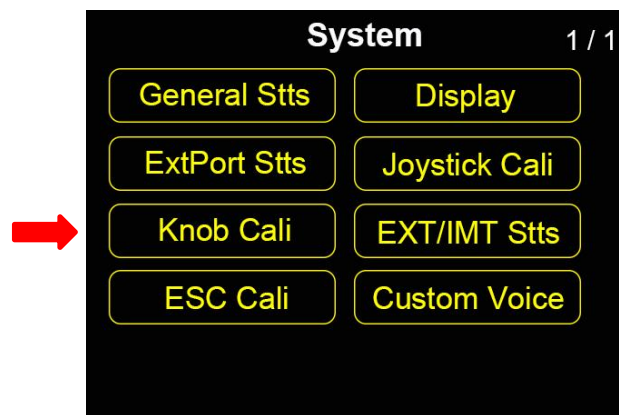 System 1 / 1
General Stts Display
ExtPort Stts Joystick Cali
Knob Cali EXT/IMT Stts
ESC Cali Custom Voice